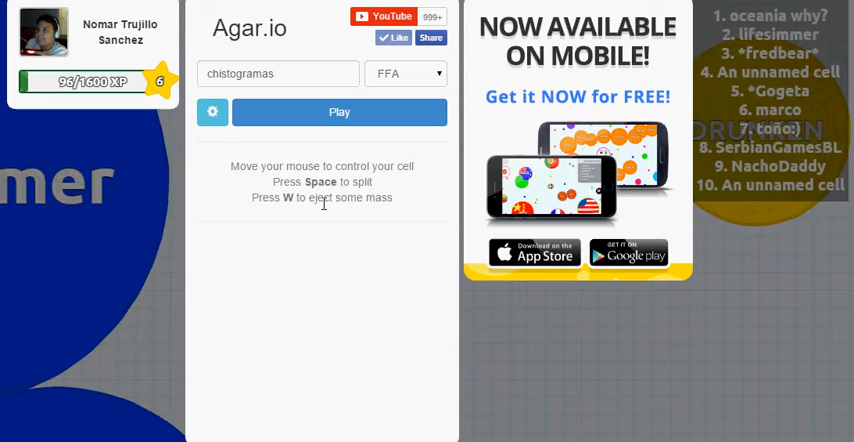 Nomar Trujillo
Sanchez
96/1600 XP
6
Agar.io
YouTube
999+
Like
Share
chistogramas
FFA
Play
Move your mouse to control your cell
Press Space to split
Press W to eject some mass
NOW AVAILABLE
ON MOBILE!
Get it NOW for FREE!
Download on the
App Store
GET IT ON
Google play
1. oceania why?
2. lifesimmer
3. *fredbear*
4. An unnamed cell
5. *Gogeta
6. marco
7. toño:)
8. SerbianGamesBL
9. NachoDaddy
10. An unnamed cell
mer
DRUNKEN